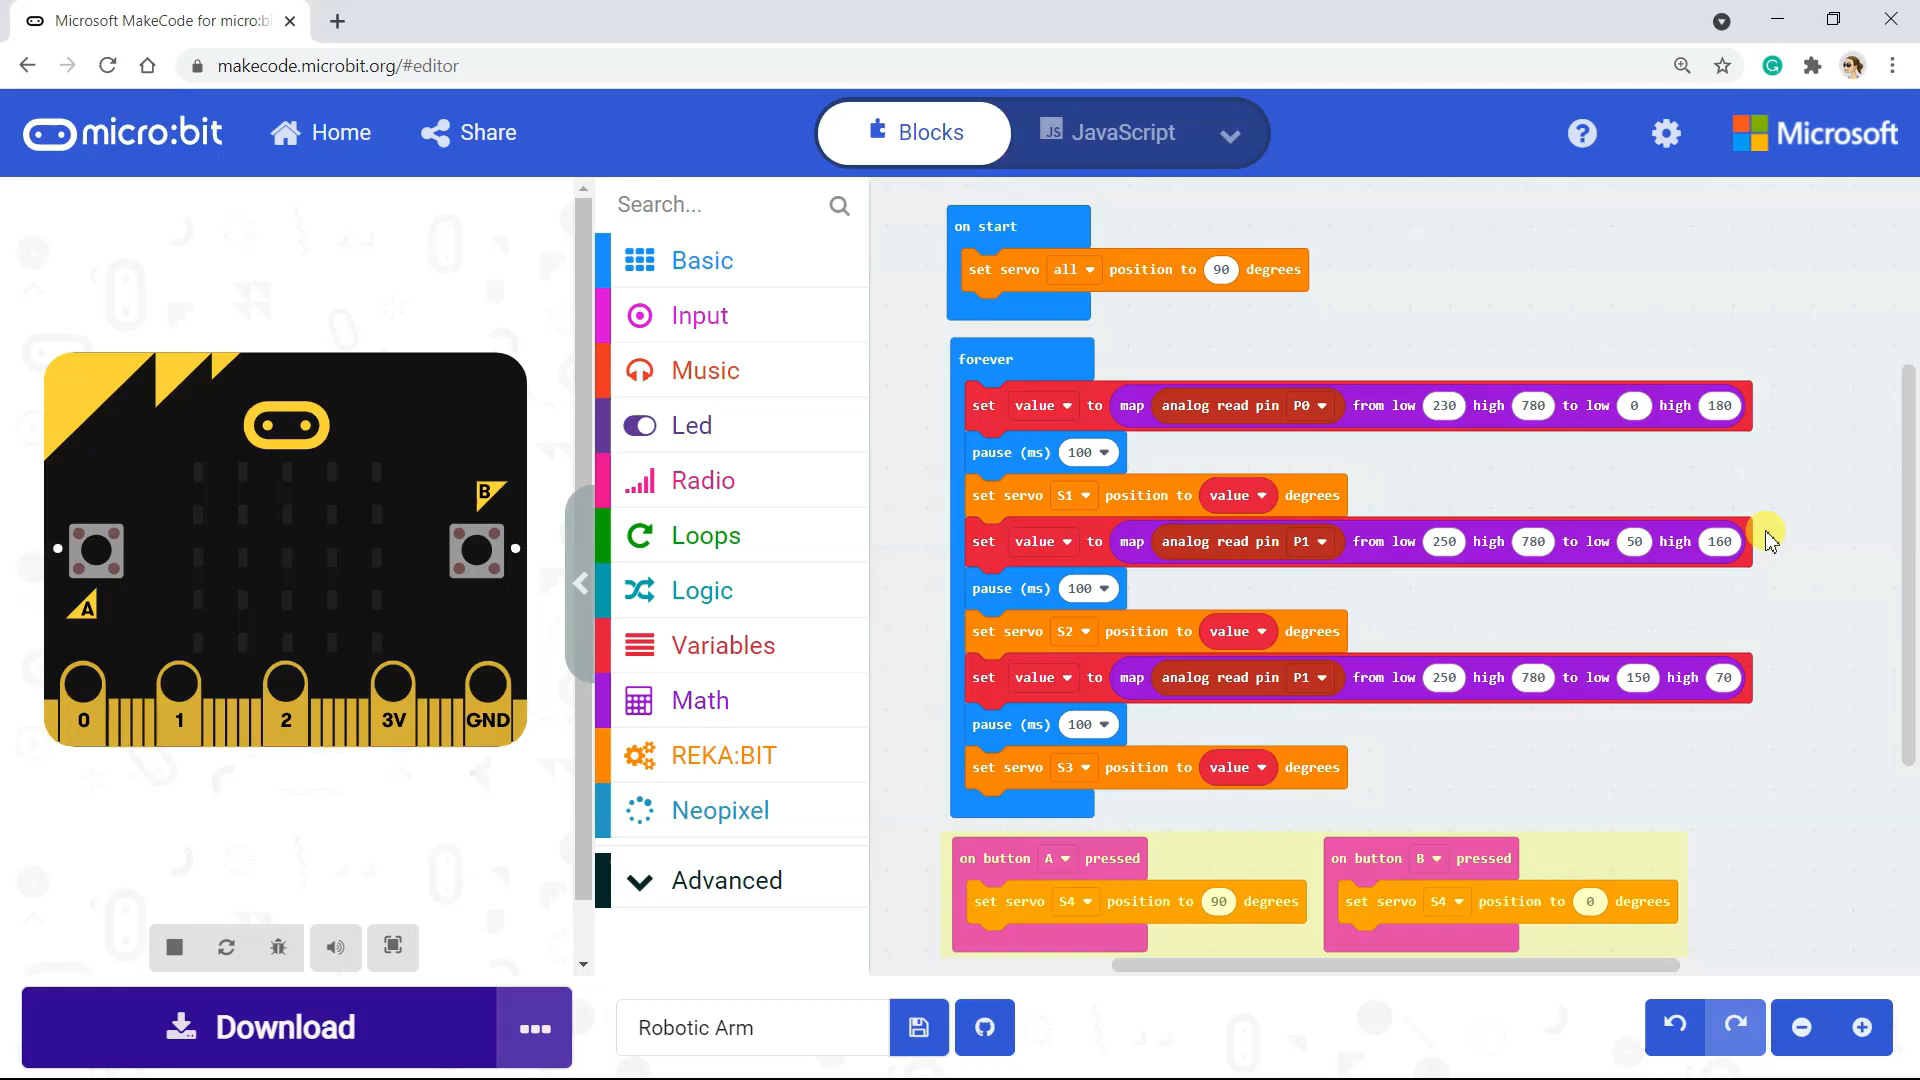 Microsoft MakeCode for micro:bi
makecode.microbit.org/#editor
micro:bit
Home
Share
Blocks
JS JavaScript
?
Microsoft
Search...
Basic
Input
Music
Led
Radio
Loops
Logic
Variables
Math
REKA:BIT
Neopixel
Advanced
B
A
0 1 2 3V GND
on start
set servo all position to 90 degrees
forever
set value to map analog read pin P0 from low 230 high 780 to low 0 high 180
pause (ms) 100
set servo S1 position to value degrees
set value to map analog read pin P1 from low 250 high 780 to low 50 high 160
pause (ms) 100
set servo S2 position to value degrees
set value to map analog read pin P1 from low 250 high 780 to low 150 high 70
pause (ms) 100
set servo S3 position to value degrees
on button A pressed
set servo S4 position to 90 degrees
on button B pressed
set servo S4 position to 0 degrees
Download
Robotic Arm